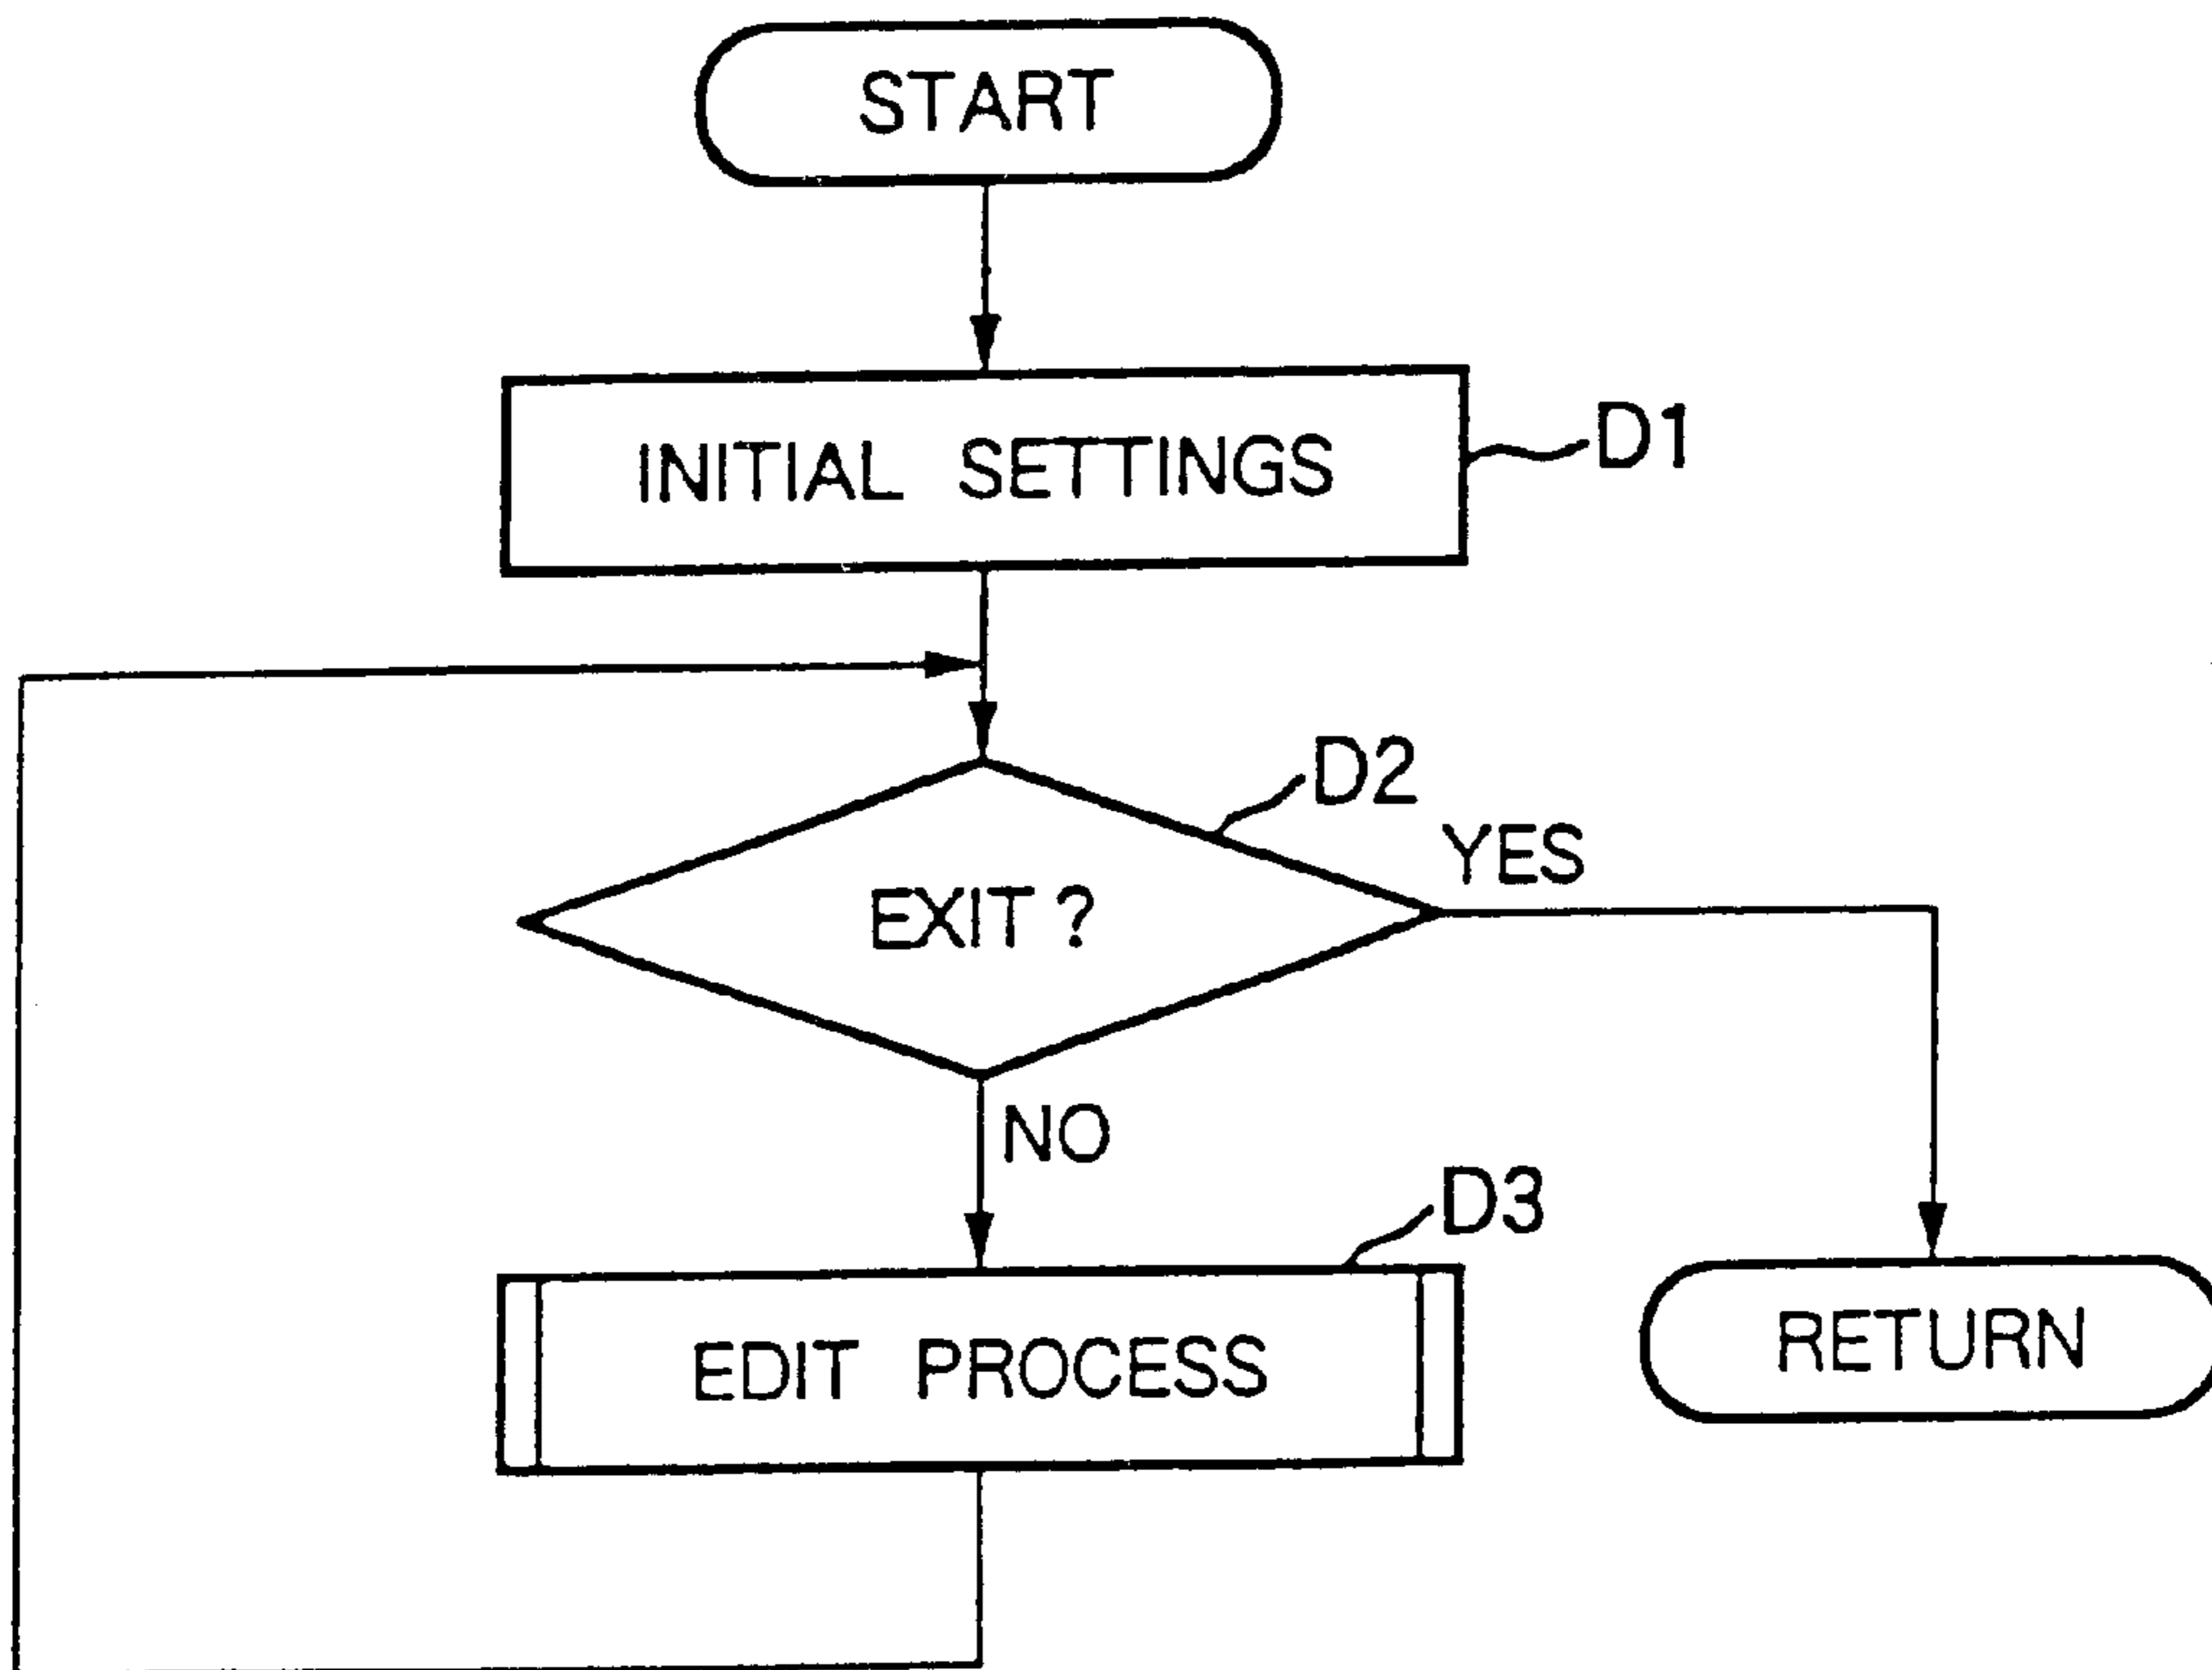 START
INITIAL SETTINGS
D1
D2
YES
EXIT ?
NO
D3
EDIT PROCESS
RETURN